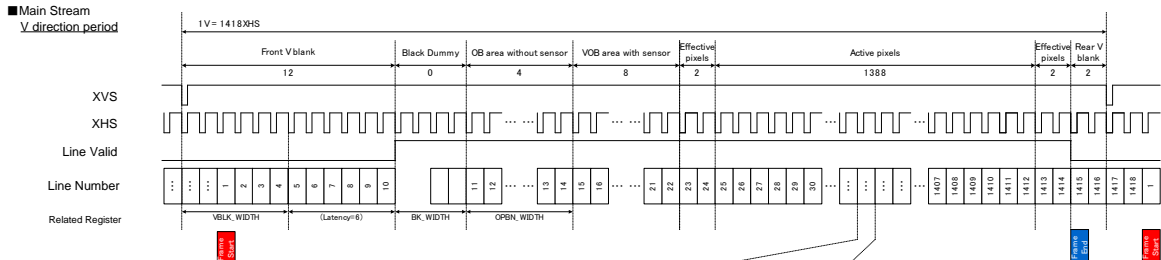 ■Main Stream
V direction period
1V = 1418XHS
Front V blank
Black Dummy
OB area without sensor
VOB area with sensor
Effective pixels
Active pixels
Effective pixels
Rear V blank
12
0
4
8
2
1388
2
2
XVS
XHS
... ... ... ... ... ...
Line Valid
Line Number
... ... ... 1 2 3 4 5 6 7 8 9 10 11 12 ... ... 13 14 15 16 ... ... 21 22 23 24 25 26 27 28 29 30 ... ... ... ... ... 1407 1408 1409 1410 1411 1412 1413 1414 1415 1416 1417 1418 1
Related Register
VBLK_WIDTH
(Latency=6)
BK_WIDTH
OPBN_WIDTH
Frame Start
Frame End
Frame Start